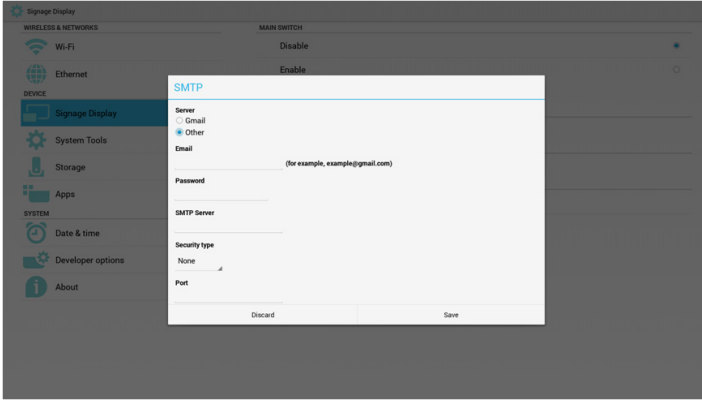 Signage Display
WIRELESS & NETWORKS
Wi-Fi
Ethernet
DEVICE
Signage Display
System Tools
Storage
Apps
SYSTEM
Date & time
Developer options
About
MAIN SWITCH
Disable
Enable
SMTP
Server
Gmail
Other
Email
(for example, example@gmail.com)
Password
SMTP Server
Security type
None
Port
Discard
Save